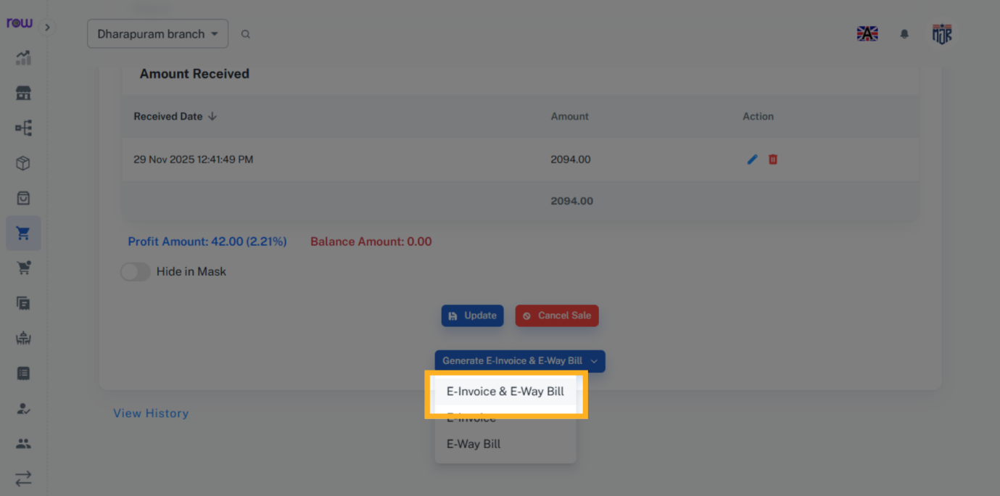 row
Dharapuram branch
A
MJR
Amount Received
Received Date Amount Action
29 Nov 2025 12:41:49 PM 2094.00
2094.00
Profit Amount: 42.00 (2.21%) Balance Amount: 0.00
Hide in Mask
Update Cancel Sale
Generate E-Invoice & E-Way Bill
E-Invoice & E-Way Bill
E-Invoice
E-Way Bill
View History